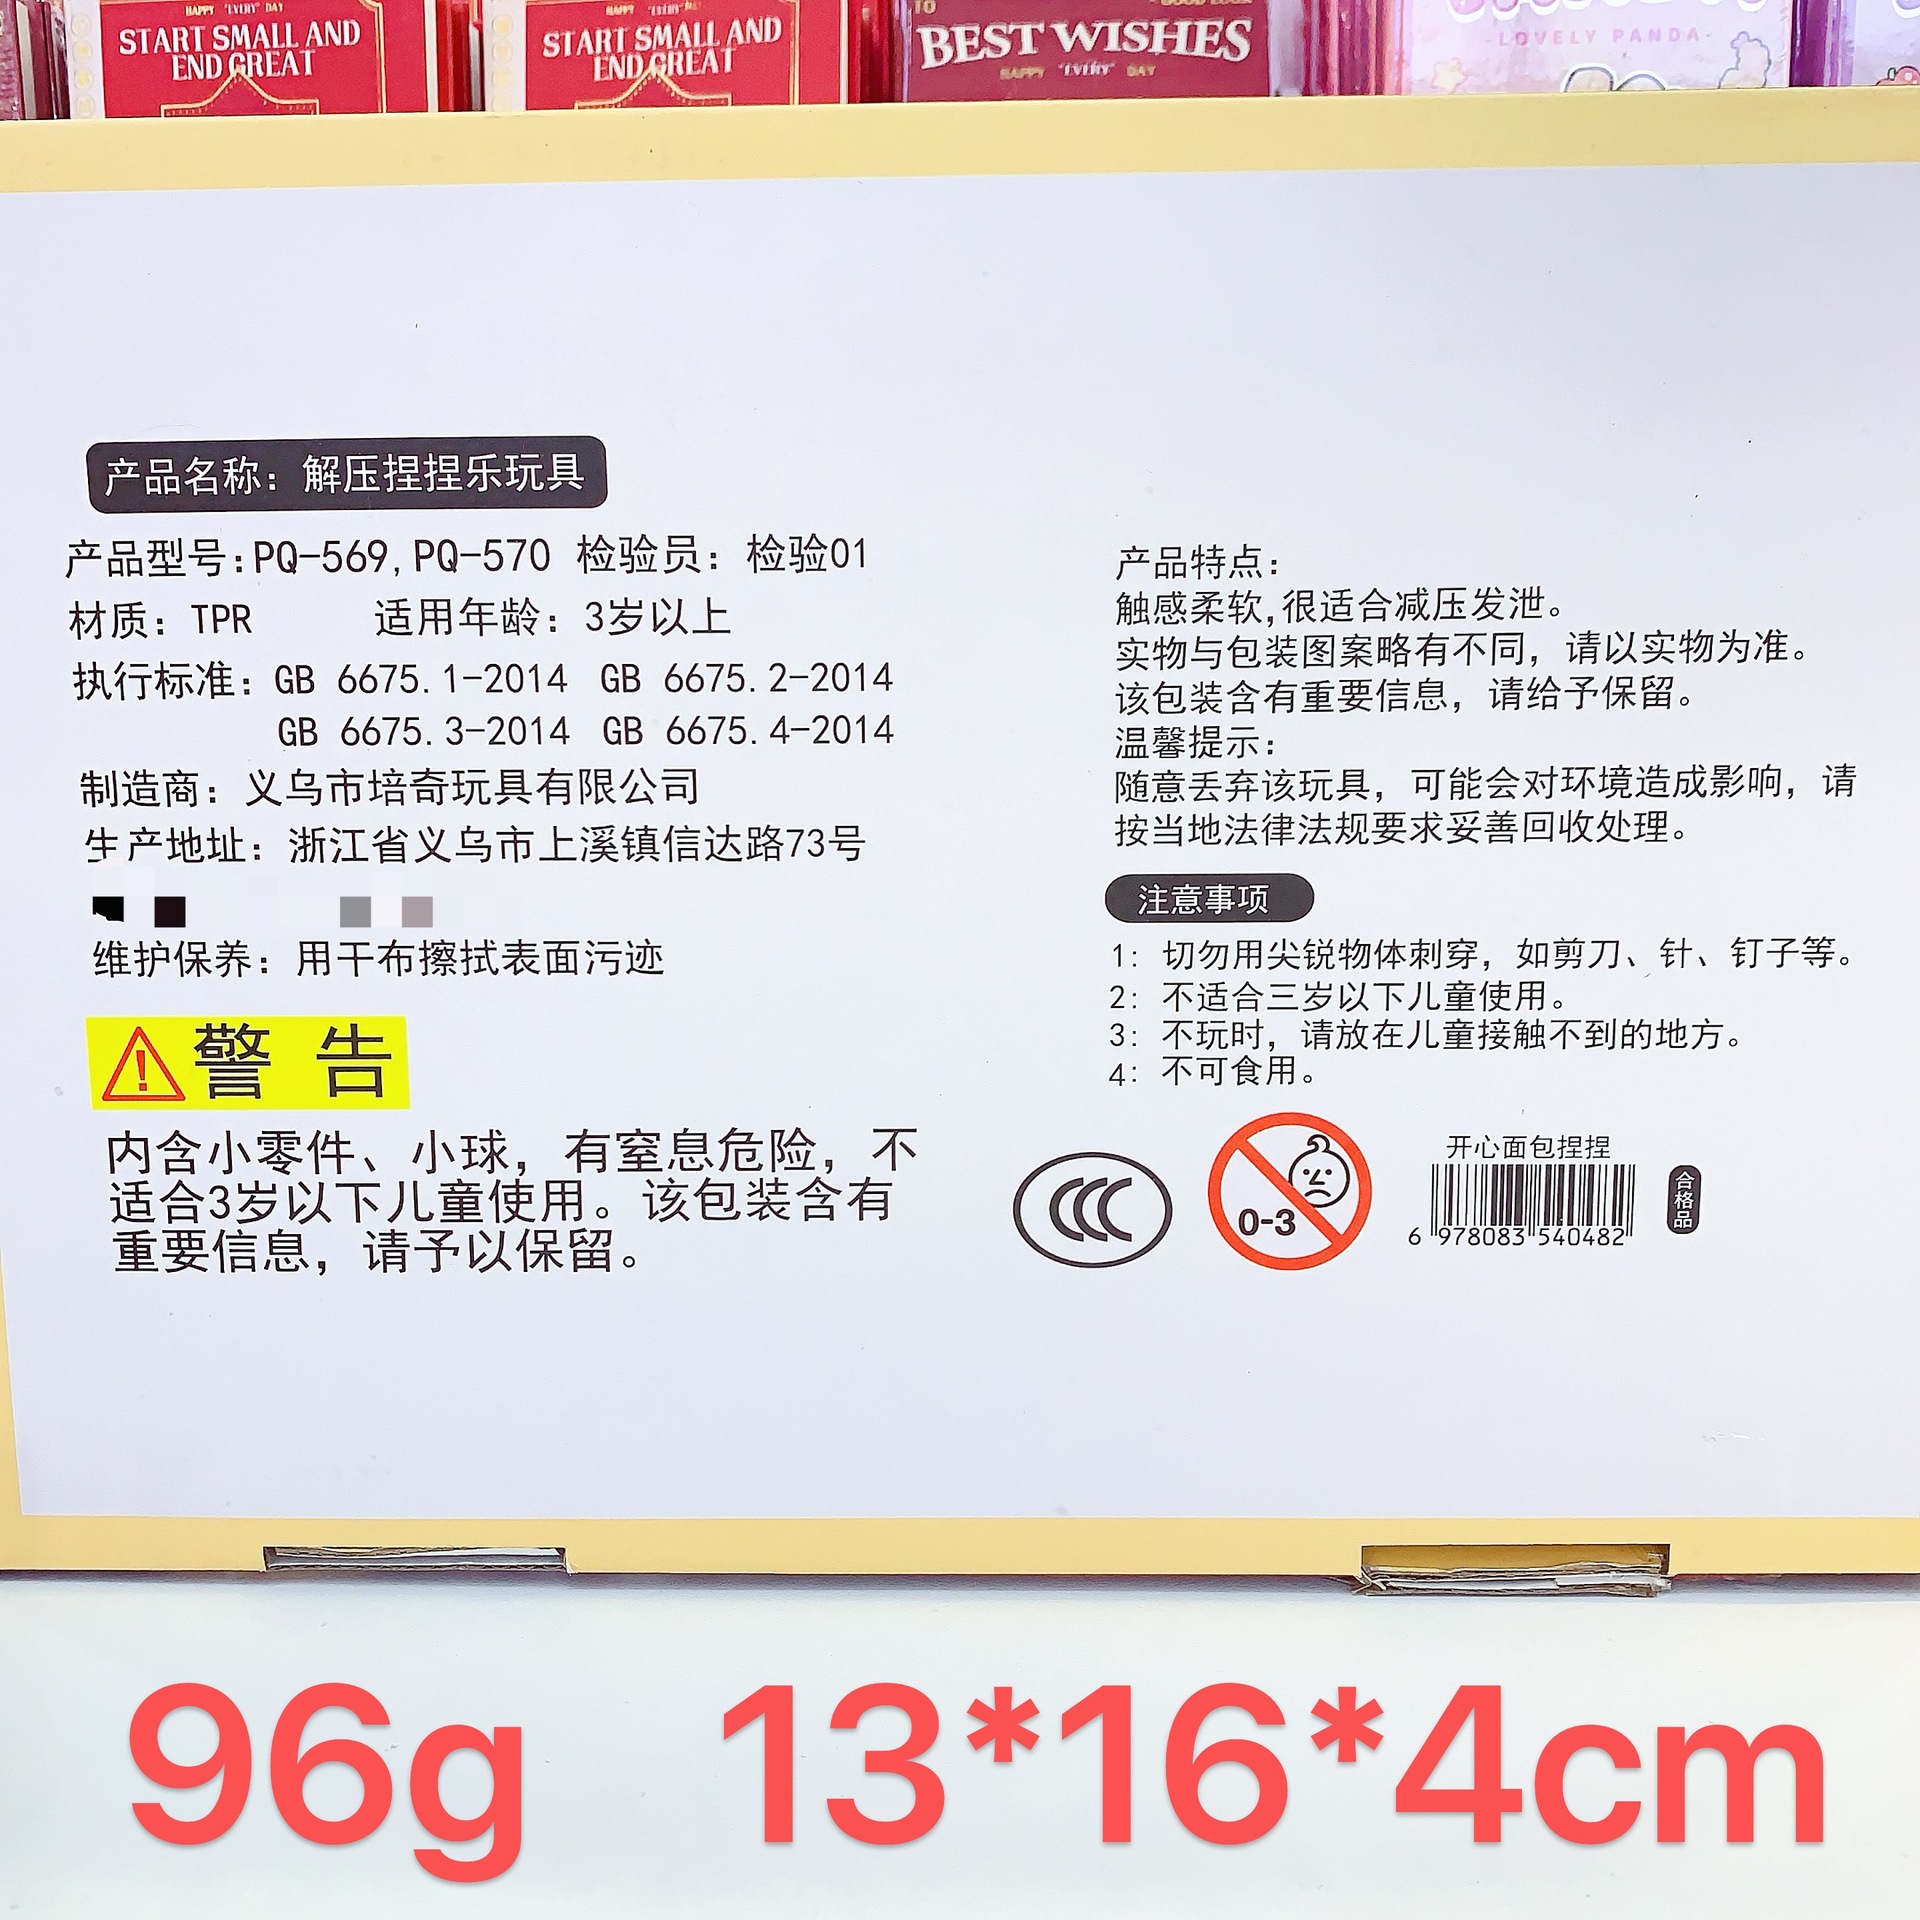 HAPPY "EVERY" DAY
START SMALL AND
END GREAT
HAPPY
START SMALL AND
END GREAT
TO
GOOD LUCK
BEST WISHES
HAPPY "EVERY" DAY
-LOVELY PANDA-
产品名称：解压捏捏乐玩具
产品型号:PQ-569,PQ-570 检验员：检验01
材质：TPR 适用年龄：3岁以上
执行标准：GB 6675.1-2014 GB 6675.2-2014
GB 6675.3-2014 GB 6675.4-2014
制造商：义乌市培奇玩具有限公司
生产地址：浙江省义乌市上溪镇信达路73号
维护保养：用干布擦拭表面污迹
警 告
内含小零件、小球，有窒息危险，不
适合3岁以下儿童使用。该包装含有
重要信息，请予以保留。
产品特点：
触感柔软,很适合减压发泄。
实物与包装图案略有不同，请以实物为准。
该包装含有重要信息，请给予保留。
温馨提示：
随意丢弃该玩具，可能会对环境造成影响，请
按当地法律法规要求妥善回收处理。
注意事项
1：切勿用尖锐物体刺穿，如剪刀、针、钉子等。
2：不适合三岁以下儿童使用。
3：不玩时，请放在儿童接触不到的地方。
4：不可食用。
CCC
0-3
开心面包捏捏
6 978083 540482
合格品
96g 13*16*4cm